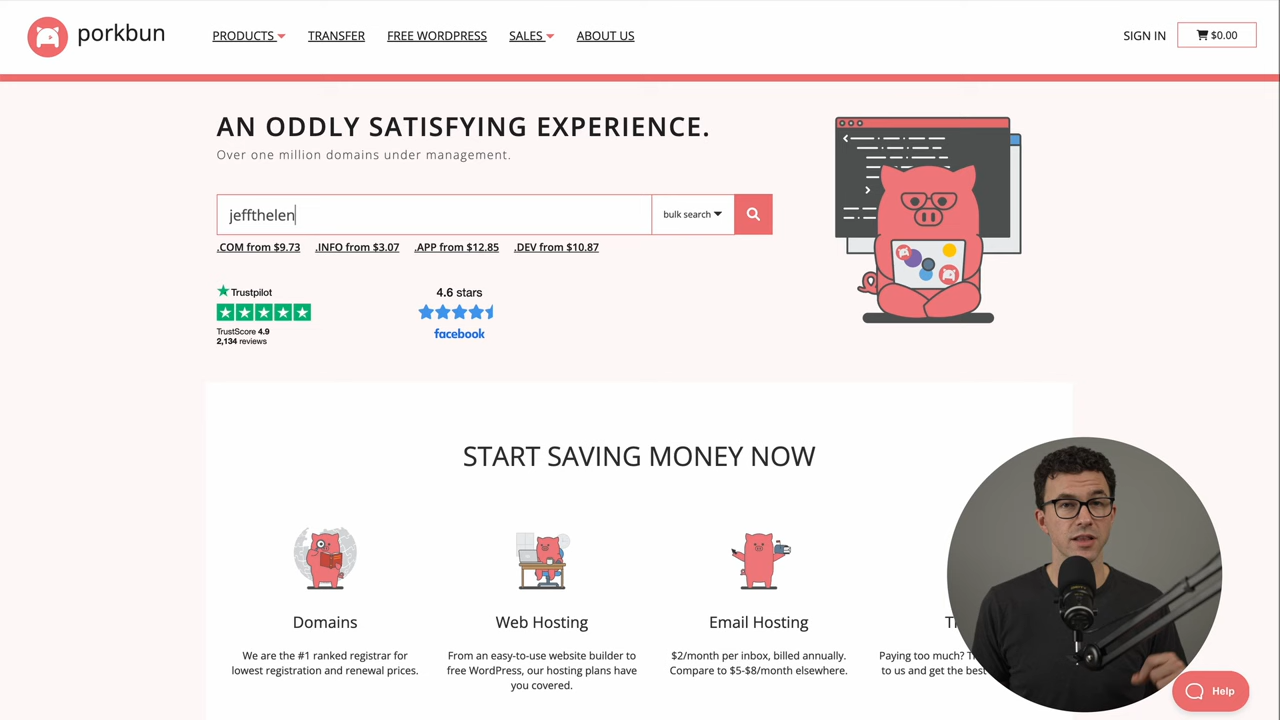 porkbun
PRODUCTS
TRANSFER
FREE WORDPRESS
SALES
ABOUT US
SIGN IN
$0.00
AN ODDLY SATISFYING EXPERIENCE.
Over one million domains under management.
jeffthelen
bulk search
.COM from $9.73
.INFO from $3.07
.APP from $12.85
.DEV from $10.87
Trustpilot
TrustScore 4.9
2,134 reviews
4.6 stars
facebook
START SAVING MONEY NOW
Domains
We are the #1 ranked registrar for
lowest registration and renewal prices.
Web Hosting
From an easy-to-use website builder to
free WordPress, our hosting plans have
you covered.
Email Hosting
$2/month per inbox, billed annually.
Compare to $5-$8/month elsewhere.
Paying too much?
to us and get the best
Help